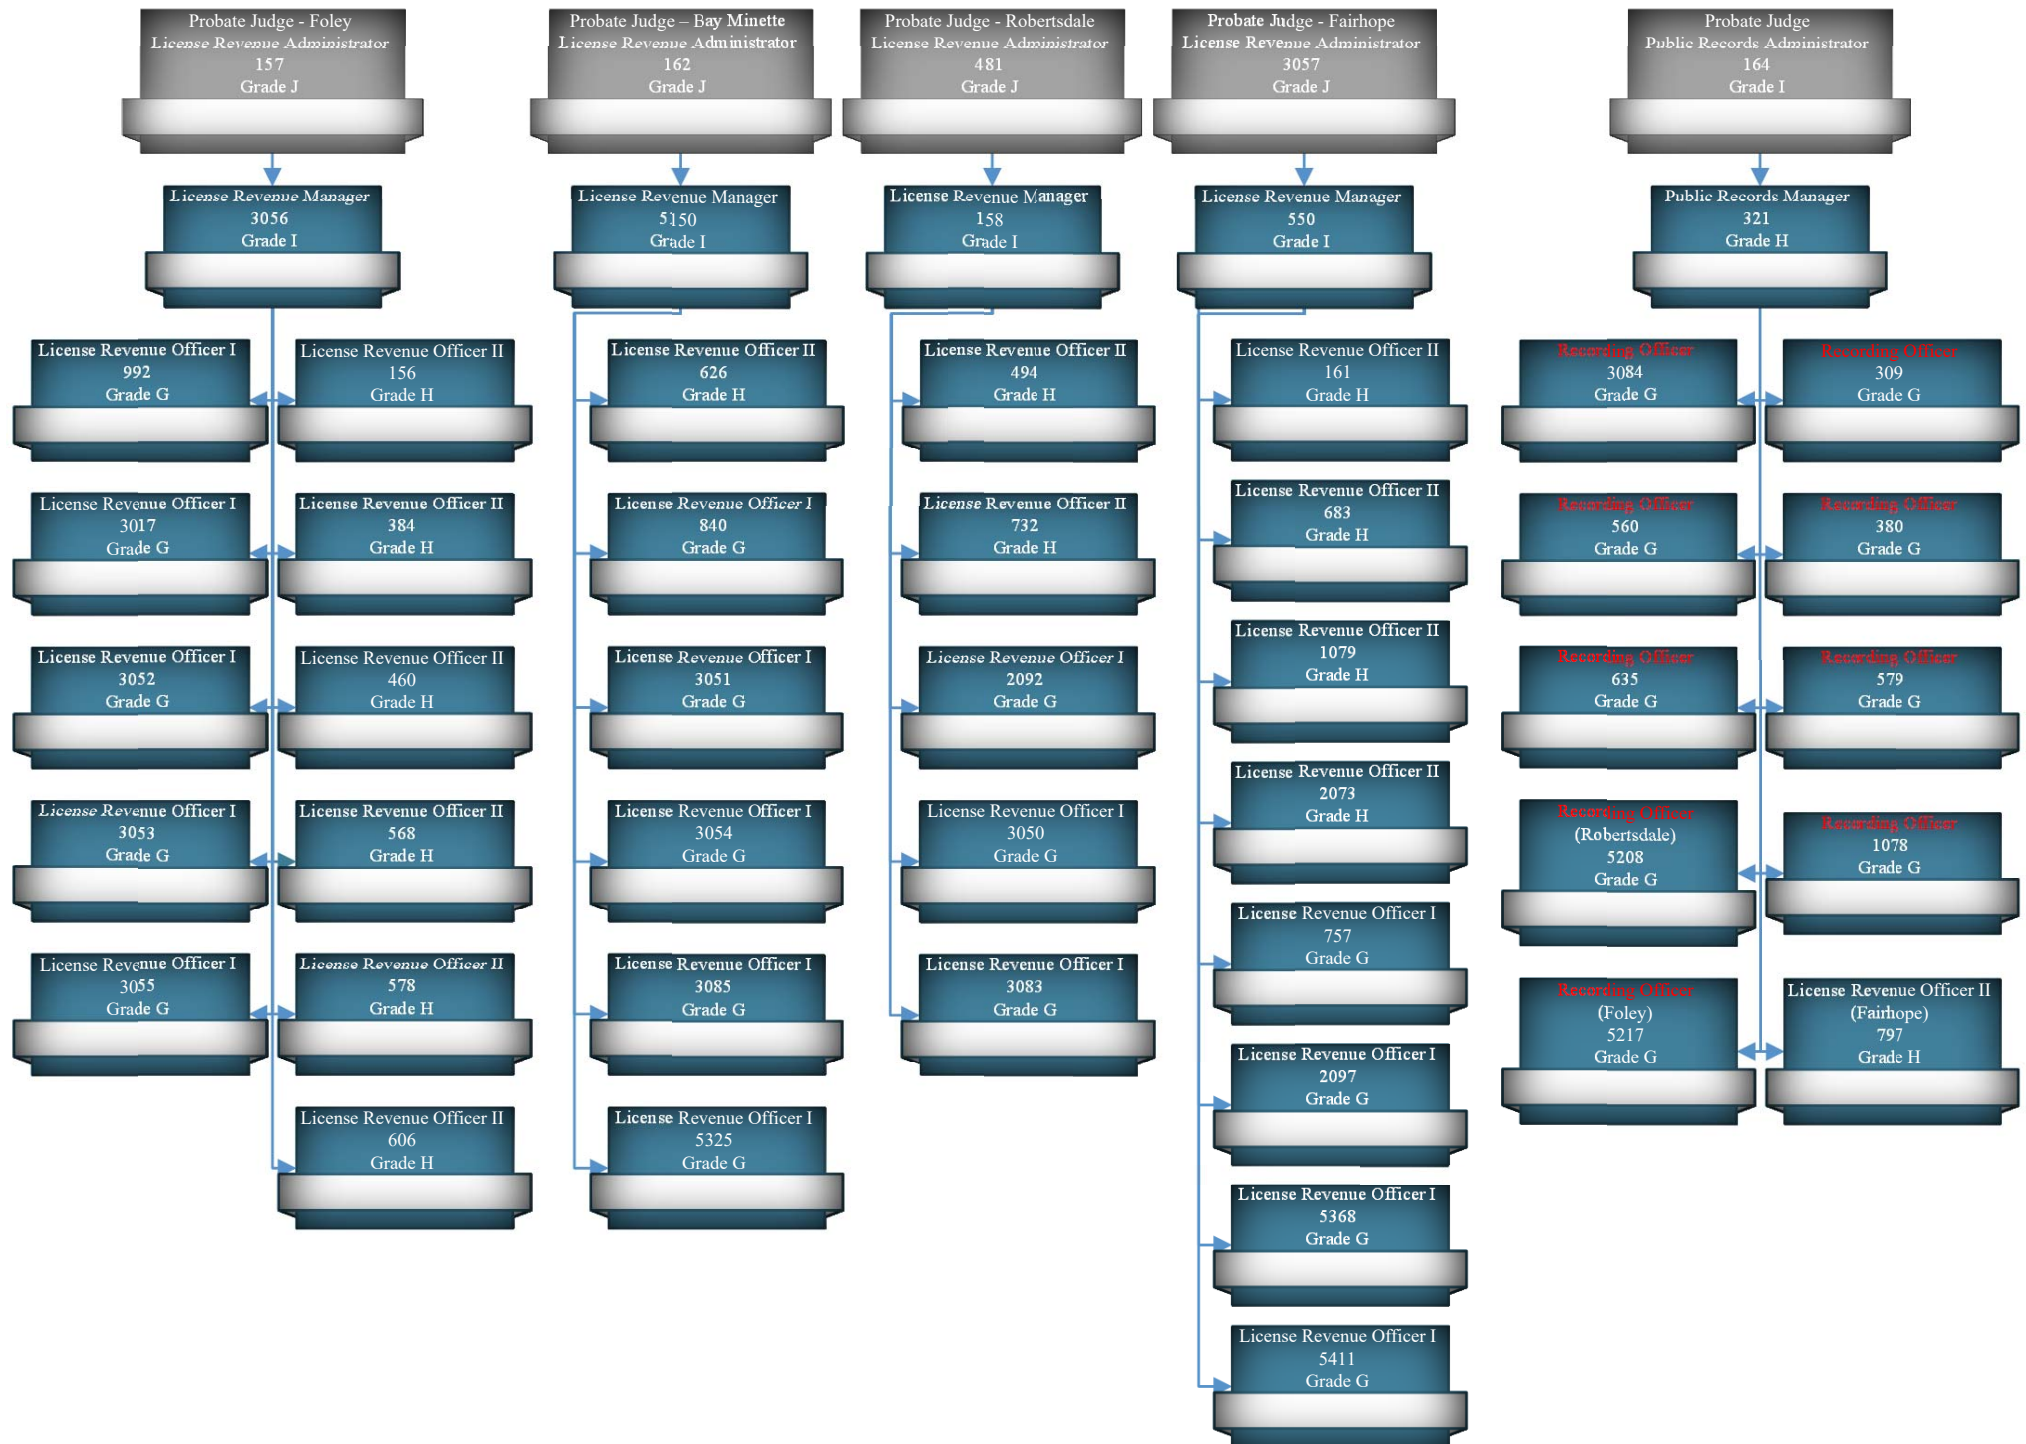 Probate Judge - Foley
License Revenue Administrator
157
Grade J
License Revenue Manager
3056
Grade I
License Revenue Officer I
992
Grade G
License Revenue Officer II
156
Grade H
License Revenue Officer I
3017
Grade G
License Revenue Officer II
384
Grade H
License Revenue Officer I
3052
Grade G
License Revenue Officer II
460
Grade H
License Revenue Officer I
3053
Grade G
License Revenue Officer II
568
Grade H
License Revenue Officer I
3055
Grade G
License Revenue Officer II
578
Grade H
License Revenue Officer II
606
Grade H
Probate Judge – Bay Minette
License Revenue Administrator
162
Grade J
License Revenue Manager
5150
Grade I
License Revenue Officer II
626
Grade H
License Revenue Officer I
840
Grade G
License Revenue Officer I
3051
Grade G
License Revenue Officer I
3054
Grade G
License Revenue Officer I
3085
Grade G
License Revenue Officer I
5325
Grade G
Probate Judge - Robertsdale
License Revenue Administrator
481
Grade J
License Revenue Manager
158
Grade I
License Revenue Officer II
494
Grade H
License Revenue Officer II
732
Grade H
License Revenue Officer I
2092
Grade G
License Revenue Officer I
3050
Grade G
License Revenue Officer I
3083
Grade G
Probate Judge - Fairhope
License Revenue Administrator
3057
Grade J
License Revenue Manager
550
Grade I
License Revenue Officer II
161
Grade H
License Revenue Officer II
683
Grade H
License Revenue Officer II
1079
Grade H
License Revenue Officer II
2073
Grade H
License Revenue Officer I
757
Grade G
License Revenue Officer I
2097
Grade G
License Revenue Officer I
5368
Grade G
License Revenue Officer I
5411
Grade G
Probate Judge
Public Records Administrator
164
Grade I
Public Records Manager
321
Grade H
Recording Officer
3084
Grade G
Recording Officer
309
Grade G
Recording Officer
560
Grade G
Recording Officer
380
Grade G
Recording Officer
635
Grade G
Recording Officer
579
Grade G
Recording Officer
(Robertsdale)
5208
Grade G
Recording Officer
1078
Grade G
Recording Officer
(Foley)
5217
Grade G
License Revenue Officer II
(Fairhope)
797
Grade H